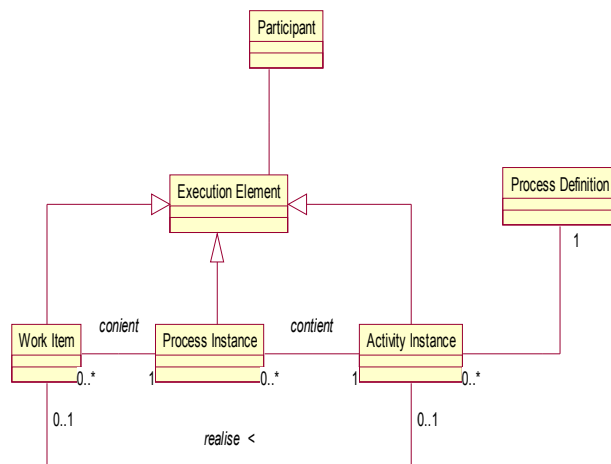 Participant
Execution Element
Process Definition
1
conient
contient
Work Item
Process Instance
Activity Instance
0..*
1
0..*
1
0..*
0..1
0..1
realise <